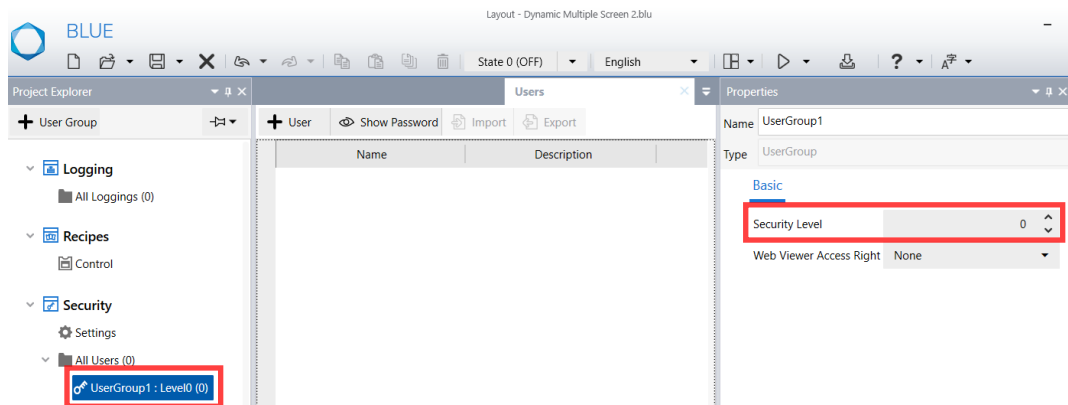 Layout - Dynamic Multiple Screen 2.blu
BLUE
State 0 (OFF) English
Project Explorer
Users
Properties
User Group
User Show Password Import Export
Name UserGroup1
Name Description
Type UserGroup
Logging
All Loggings (0)
Basic
Security Level 0
Recipes
Web Viewer Access Right None
Control
Security
Settings
All Users (0)
UserGroup1 : Level0 (0)